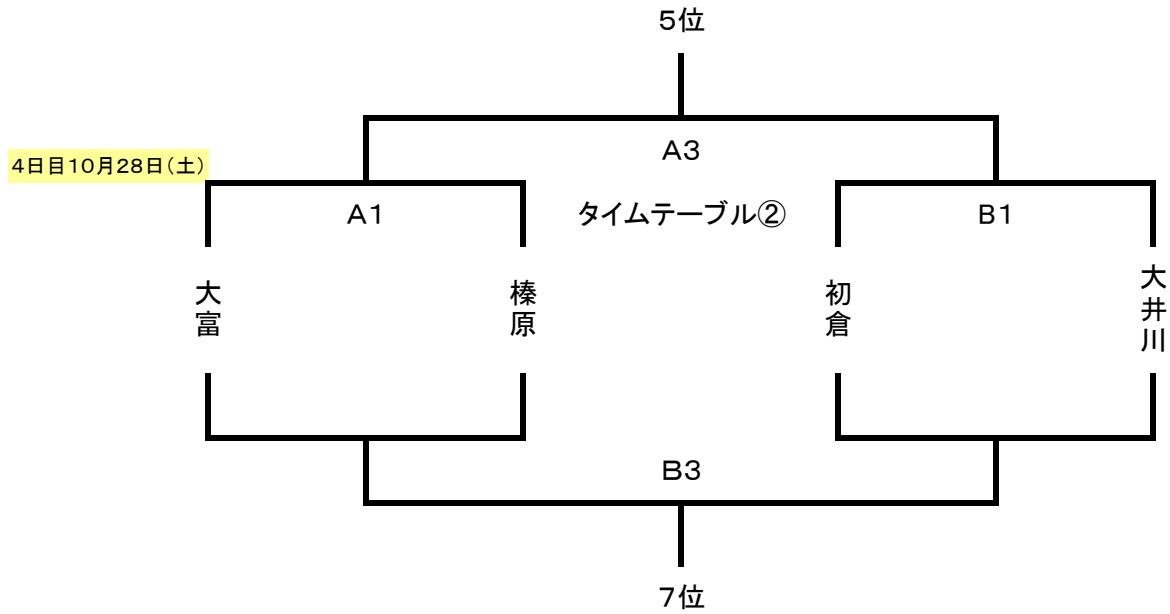 5位
A3
4日目10月28日(土)
A1
タイムテーブル②
B1
大富
榛原
初倉
大井川
B3
7位